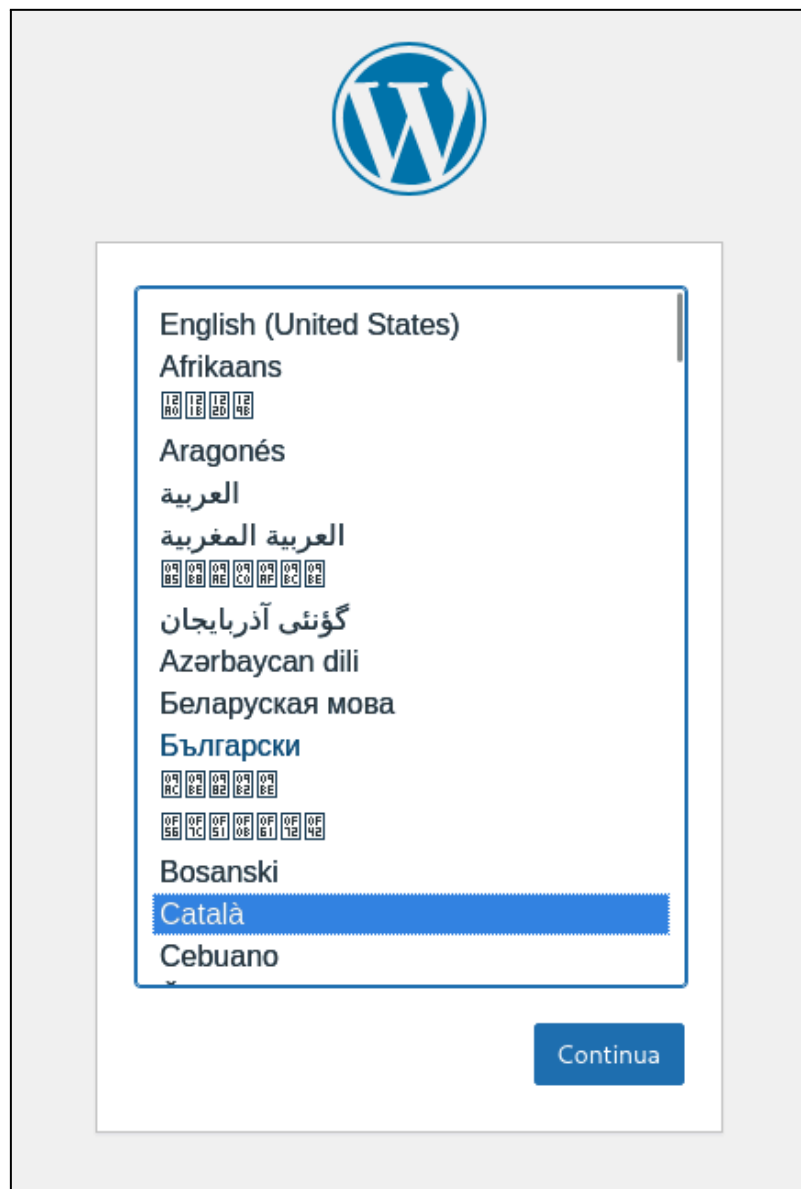 English (United States)
Afrikaans
Aragonés
العربية
العربية المغربية
گؤنئی آذربایجان
Azərbaycan dili
Беларуская мова
Български
Bosanski
Català
Cebuano
Continua